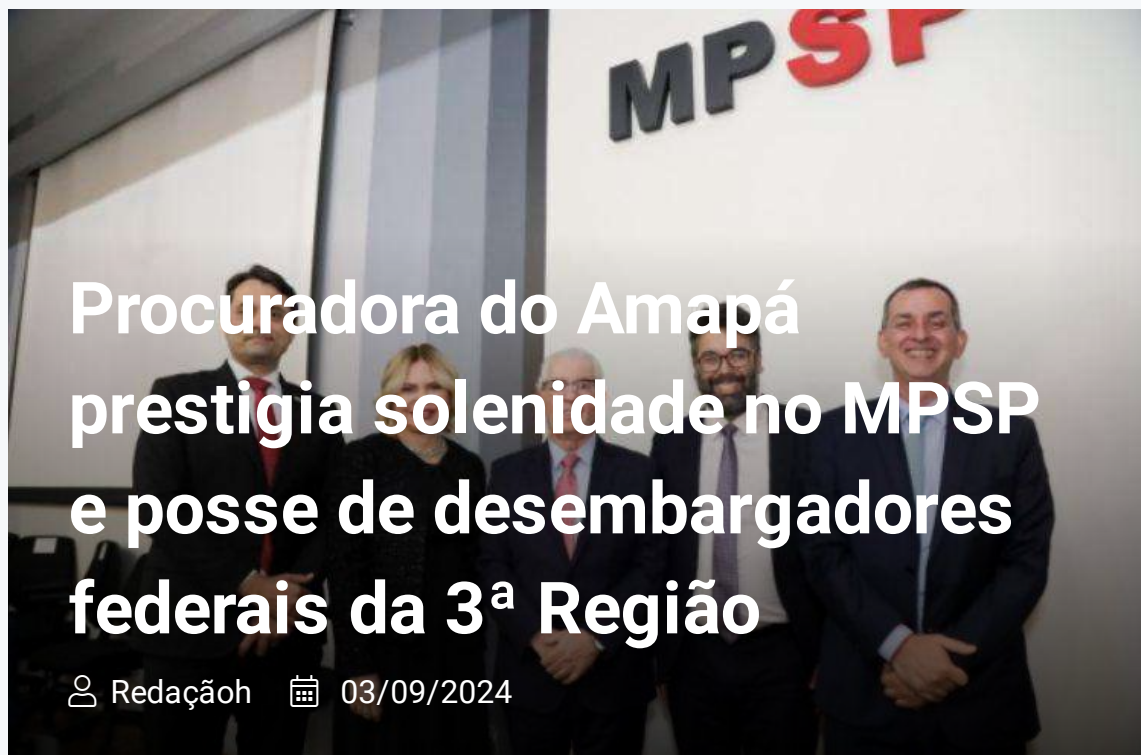 MPSP
Procuradora do Amapá
prestigia solenidade no MPSP
e posse de desembargadores
federais da 3ª Região
Redaçãoh 03/09/2024